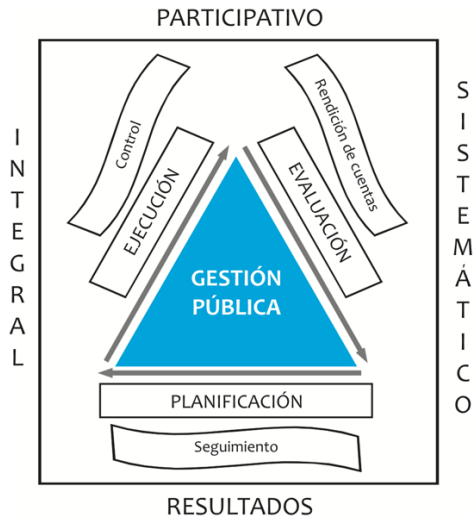 PARTICIPATIVO
INTEGRAL
SISTEMÁTICO
Control
EJECUCIÓN
Rendición de cuentas
EVALUACIÓN
GESTIÓN
PÚBLICA
PLANIFICACIÓN
Seguimiento
RESULTADOS